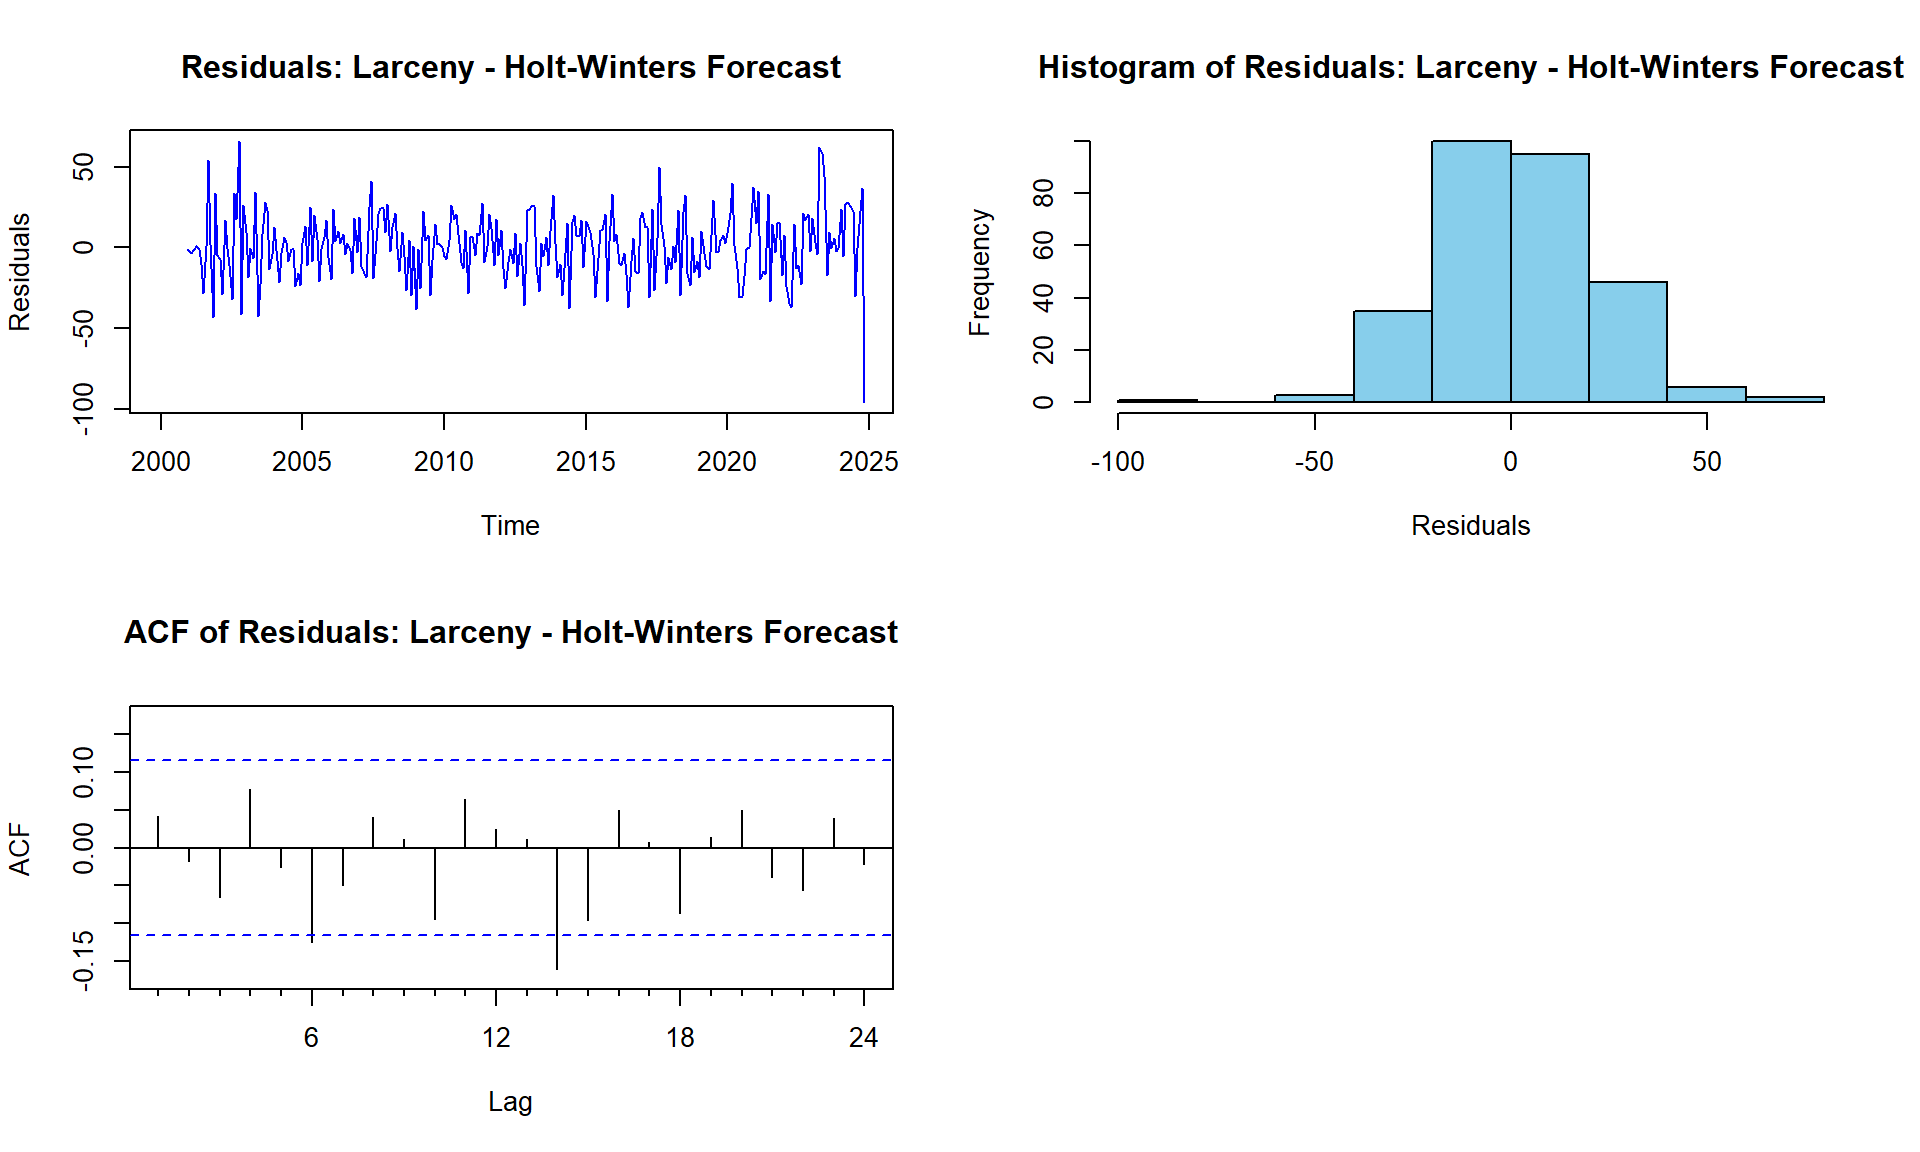 Residuals: Larceny - Holt-Winters Forecast
Residuals
50
0
-50
-100
2000 2005 2010 2015 2020 2025
Time
Histogram of Residuals: Larceny - Holt-Winters Forecast
Frequency
80
60
40
20
0
-100 -50 0 50
Residuals
ACF of Residuals: Larceny - Holt-Winters Forecast
ACF
0.10
0.00
-0.15
6 12 18 24
Lag